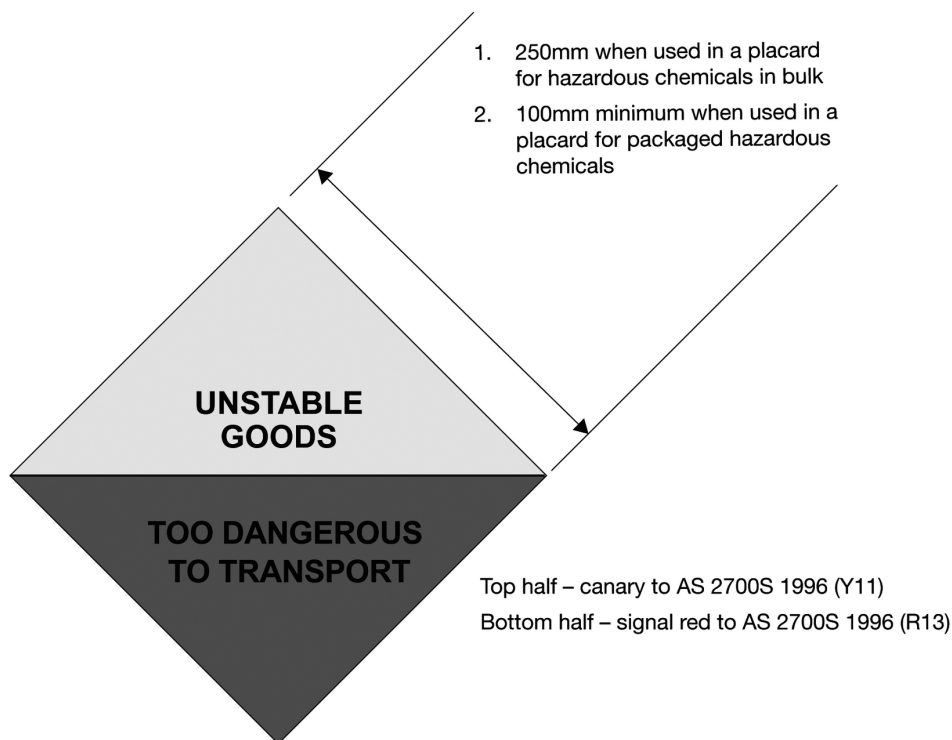 1. 250mm when used in a placard
for hazardous chemicals in bulk
2. 100mm minimum when used in a
placard for packaged hazardous
chemicals
UNSTABLE
GOODS
TOO DANGEROUS
TO TRANSPORT
Top half – canary to AS 2700S 1996 (Y11)
Bottom half – signal red to AS 2700S 1996 (R13)